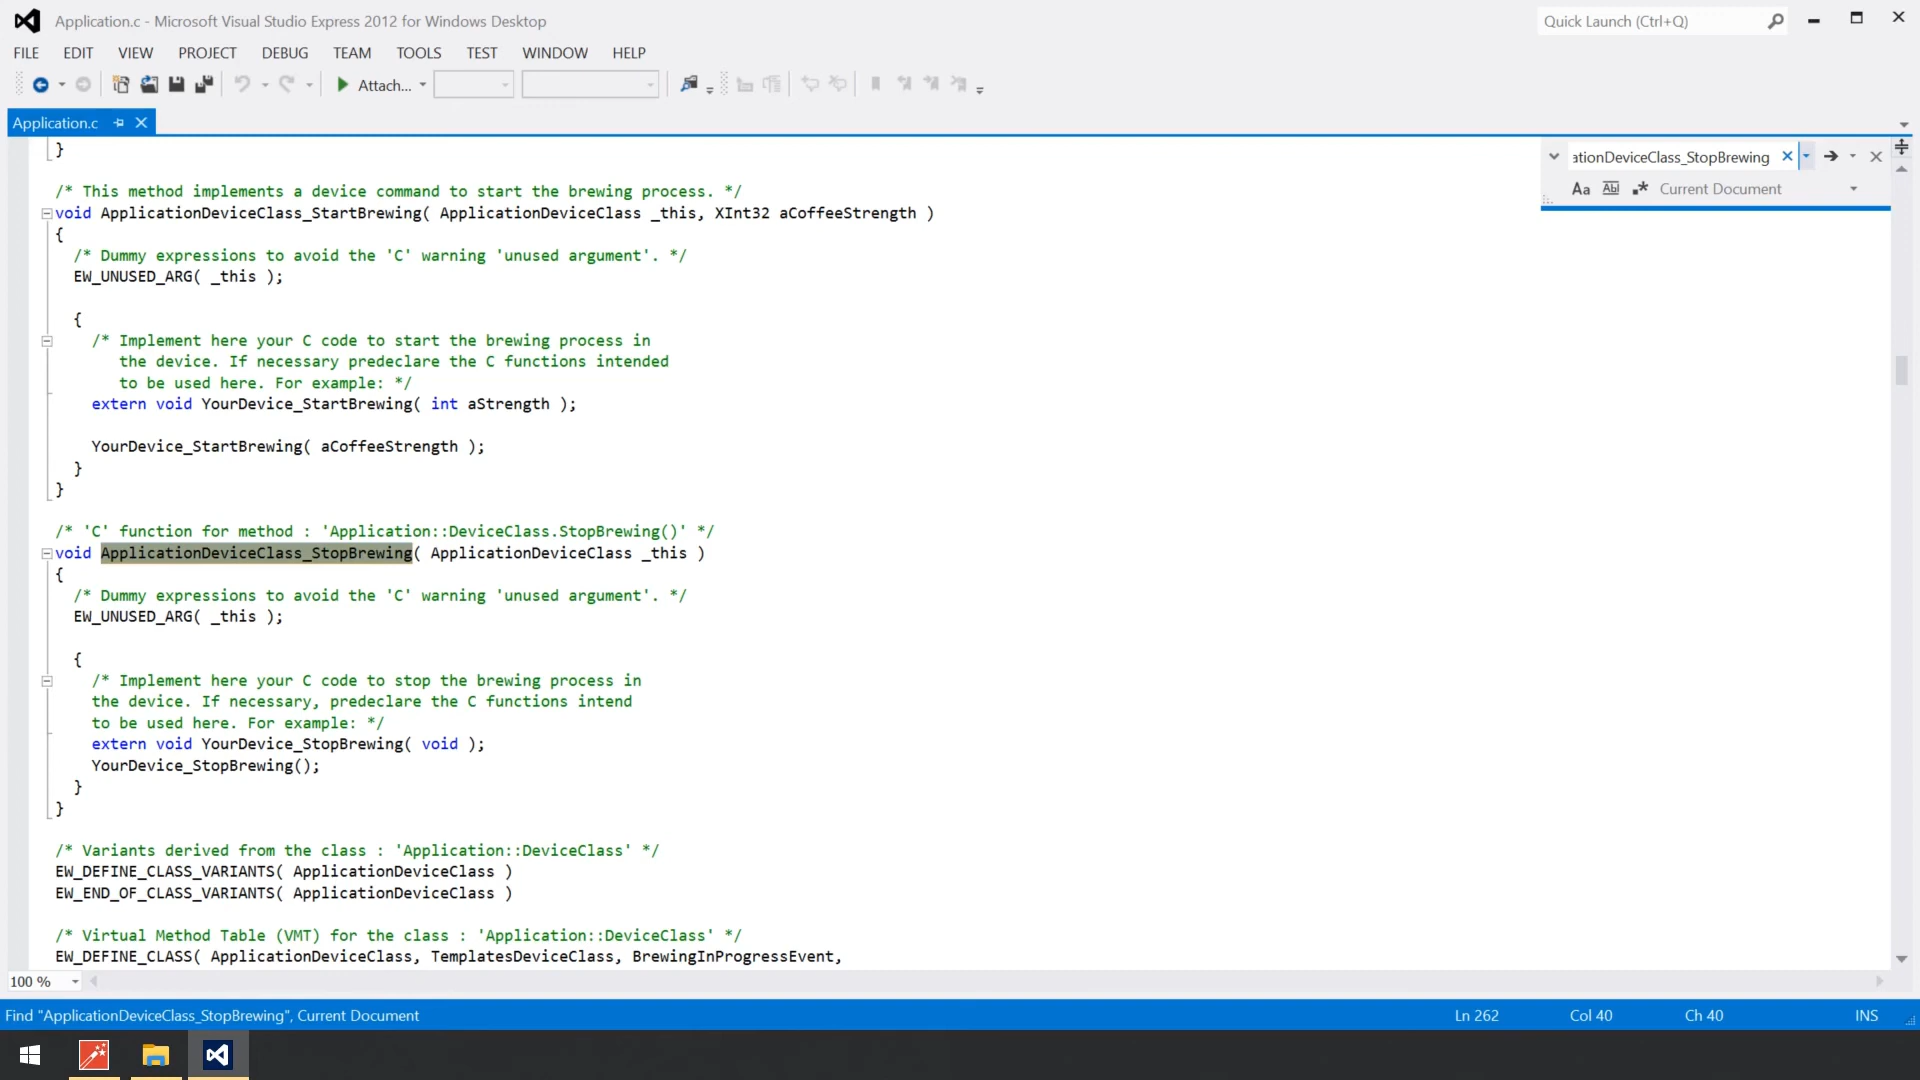 Application.c - Microsoft Visual Studio Express 2012 for Windows Desktop
Quick Launch (Ctrl+Q)
FILE EDIT VIEW PROJECT DEBUG TEAM TOOLS TEST WINDOW HELP
Attach...
Application.c
ationDeviceClass_StopBrewing
Aa Abl .* Current Document
}
/* This method implements a device command to start the brewing process. */
void ApplicationDeviceClass_StartBrewing( ApplicationDeviceClass _this, XInt32 aCoffeeStrength )
{
/* Dummy expressions to avoid the 'C' warning 'unused argument'. */
EW_UNUSED_ARG( _this );
{
/* Implement here your C code to start the brewing process in
the device. If necessary predeclare the C functions intended
to be used here. For example: */
extern void YourDevice_StartBrewing( int aStrength );
YourDevice_StartBrewing( aCoffeeStrength );
}
}
/* 'C' function for method : 'Application::DeviceClass.StopBrewing()' */
void ApplicationDeviceClass_StopBrewing( ApplicationDeviceClass _this )
{
/* Dummy expressions to avoid the 'C' warning 'unused argument'. */
EW_UNUSED_ARG( _this );
{
/* Implement here your C code to stop the brewing process in
the device. If necessary, predeclare the C functions intend
to be used here. For example: */
extern void YourDevice_StopBrewing( void );
YourDevice_StopBrewing();
}
}
/* Variants derived from the class : 'Application::DeviceClass' */
EW_DEFINE_CLASS_VARIANTS( ApplicationDeviceClass )
EW_END_OF_CLASS_VARIANTS( ApplicationDeviceClass )
/* Virtual Method Table (VMT) for the class : 'Application::DeviceClass' */
EW_DEFINE_CLASS( ApplicationDeviceClass, TemplatesDeviceClass, BrewingInProgressEvent,
100 %
Find "ApplicationDeviceClass_StopBrewing", Current Document
Ln 262 Col 40 Ch 40 INS